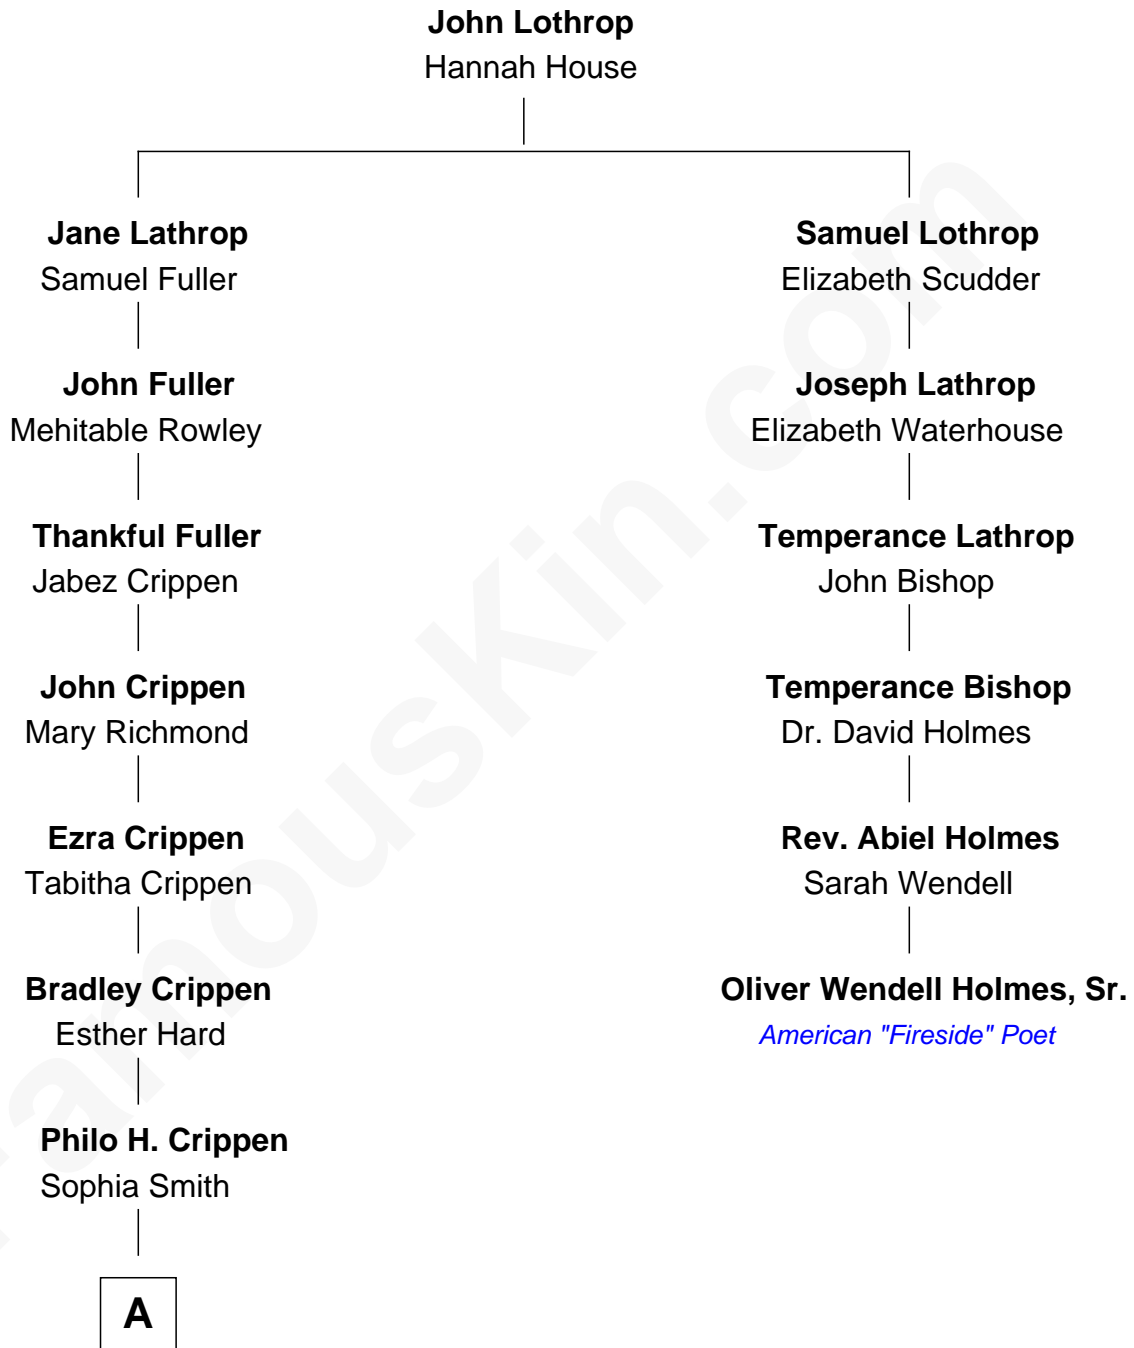 John Lothrop
Hannah House
Jane Lathrop
Samuel Fuller
John Fuller
Mehitable Rowley
Thankful Fuller
Jabez Crippen
John Crippen
Mary Richmond
Ezra Crippen
Tabitha Crippen
Bradley Crippen
Esther Hard
Philo H. Crippen
Sophia Smith
A
Samuel Lothrop
Elizabeth Scudder
Joseph Lathrop
Elizabeth Waterhouse
Temperance Lathrop
John Bishop
Temperance Bishop
Dr. David Holmes
Rev. Abiel Holmes
Sarah Wendell
Oliver Wendell Holmes, Sr.
American "Fireside" Poet
FamousKin.com